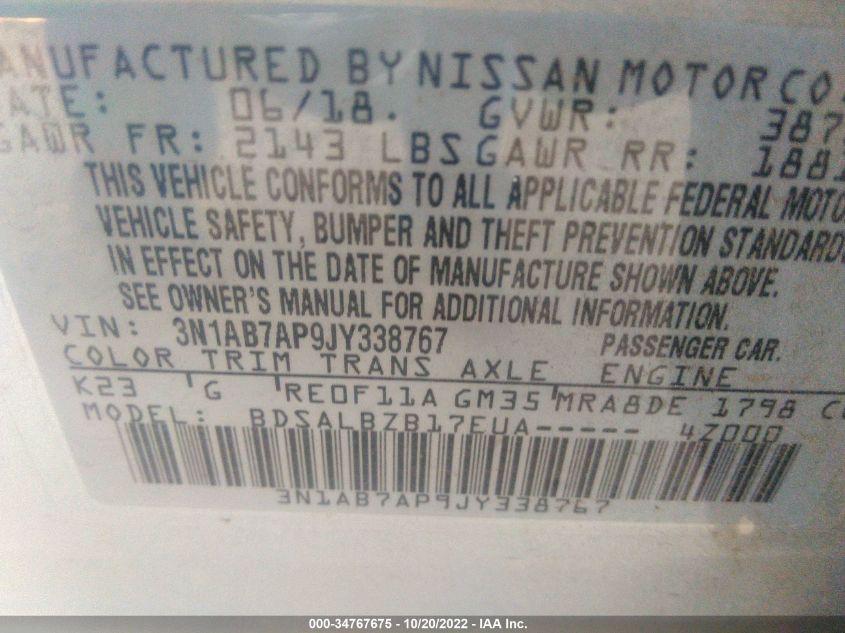 ANUFACTURED BY NISSAN MOTOR CO.
ATE: 06/18. GVWR: 387
GAWR FR: 2143 LBS GAWR RR: 1881
THIS VEHICLE CONFORMS TO ALL APPLICABLE FEDERAL MOTO
VEHICLE SAFETY, BUMPER AND THEFT PREVENTION STANDARD
IN EFFECT ON THE DATE OF MANUFACTURE SHOWN ABOVE.
SEE OWNER'S MANUAL FOR ADDITIONAL INFORMATION.
VIN: 3N1AB7AP9JY338767 PASSENGER CAR.
COLOR TRIM TRANS AXLE ENGINE
K23 'G 'RE0F11A GM35'MRA8DE 1798 C
MODEL: BDSALBZB17EUA----- 4Z000
3N1AB7AP9JY338767
000-34767675 - 10/20/2022 - IAA Inc.